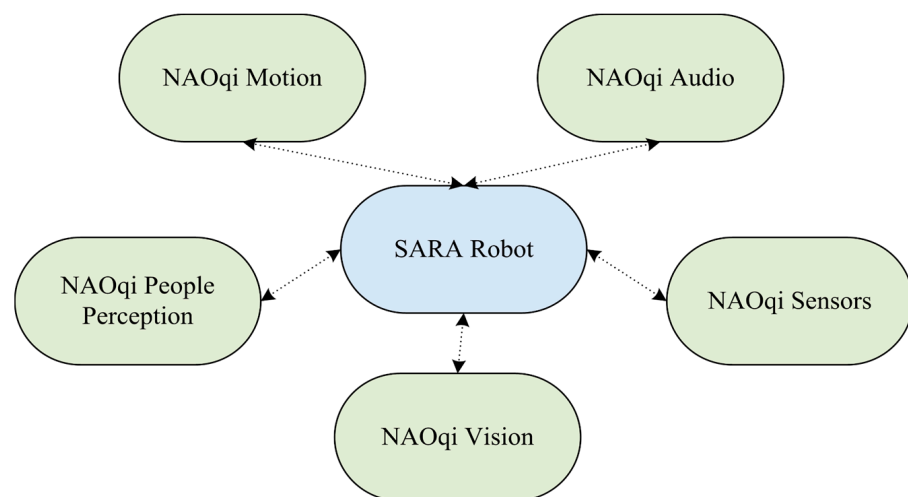 NAOqi Motion
NAOqi Audio
SARA Robot
NAOqi People
Perception
NAOqi Sensors
NAOqi Vision